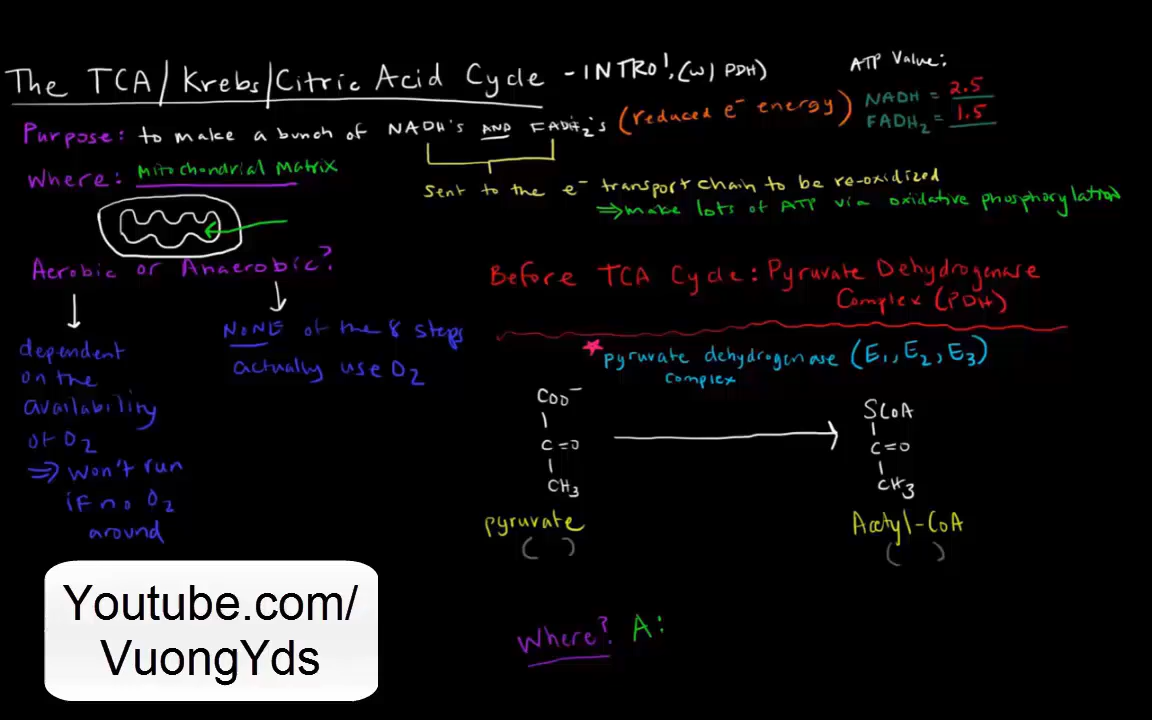 The TCA/Krebs/Citric Acid Cycle - INTRO! (w/ PDH)
ATP Value:
NADH = 2.5
FADH2 = 1.5
Purpose: to make a bunch of NADH's AND FADH2's (reduced e- energy)
Where: Mitochondrial Matrix
Sent to the e- transport chain to be re-oxidized
⇒ make lots of ATP via oxidative phosphorylation
Aerobic or Anaerobic?
dependent
on the
availability
of O2
⇒ Won't run
if no O2
around
NONE of the 8 steps
actually use O2
Before TCA Cycle: Pyruvate Dehydrogenase
Complex (PDH)
pyruvate dehydrogenase (E1, E2, E3)
complex
COO-
C=O
CH3
pyruvate
( )
SCoA
C=O
CH3
Acetyl-CoA
( )
Where? A:
Youtube.com/
VuongYds